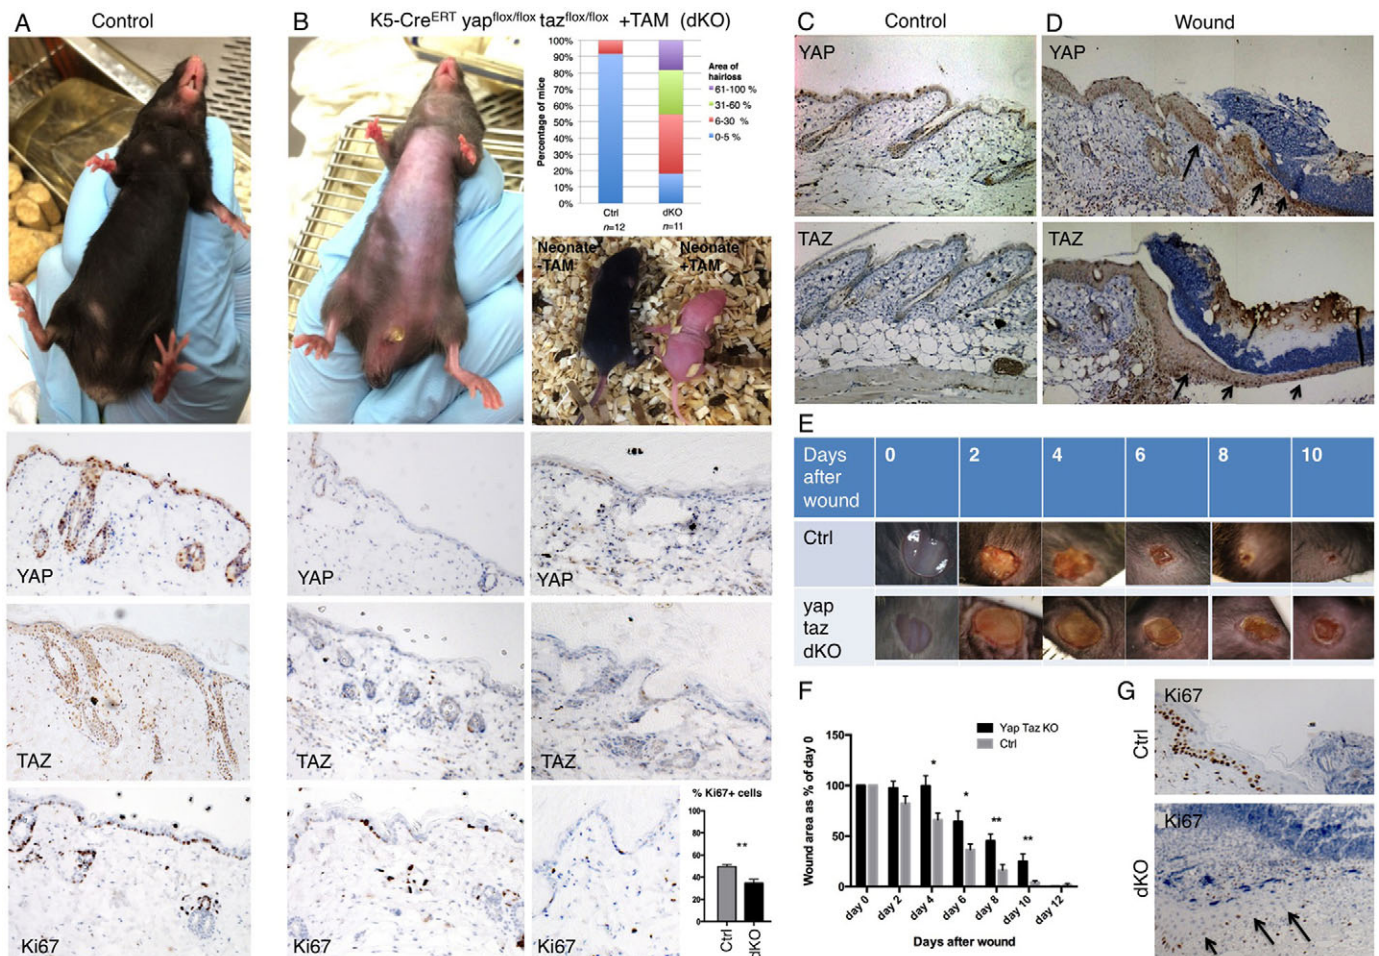 A
Control
B
K5-CreERT yapflox/flox tazflox/flox +TAM (dKO)
100%
90%
80%
70%
60%
50%
40%
30%
20%
10%
0%
Percentage of mice
Ctrl
n=12
dKO
n=11
Area of
hairloss
61-100 %
31-60 %
6-30 %
0-5 %
Neonate
-TAM
Neonate
+TAM
YAP
YAP
YAP
TAZ
TAZ
TAZ
Ki67
Ki67
Ki67
% Ki67+ cells
100
80
60
40
20
0
**
Ctrl
dKO
C
Control
D
Wound
YAP
YAP
TAZ
TAZ
E
Days
after
wound
0
2
4
6
8
10
Ctrl
yap
taz
dKO
F
Yap Taz KO
Ctrl
Wound area as % of day 0
150
100
50
0
*
*
**
**
day 0
day 2
day 4
day 6
day 8
day 10
day 12
Days after wound
G
Ki67
Ctrl
Ki67
dKO